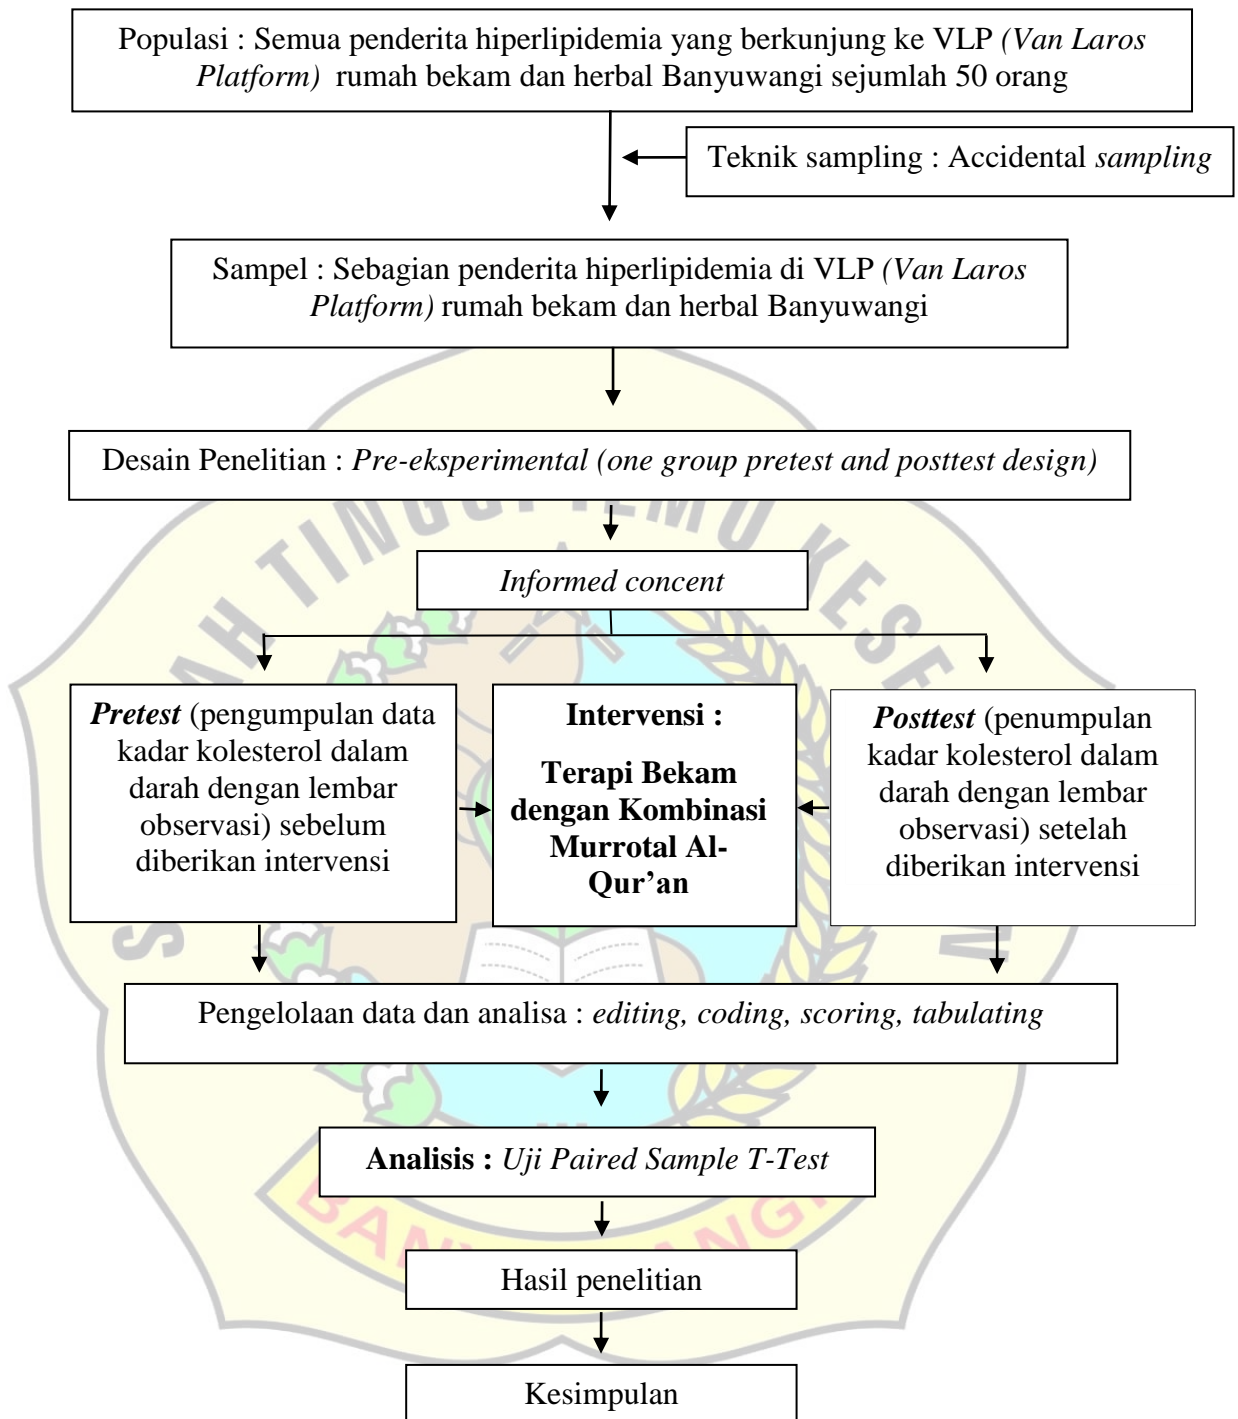 Populasi : Semua penderita hiperlipidemia yang berkunjung ke VLP (Van Laros
Platform) rumah bekam dan herbal Banyuwangi sejumlah 50 orang
Teknik sampling : Accidental sampling
Sampel : Sebagian penderita hiperlipidemia di VLP (Van Laros
Platform) rumah bekam dan herbal Banyuwangi
Desain Penelitian : Pre-eksperimental (one group pretest and posttest design)
Informed concent
Pretest (pengumpulan data
kadar kolesterol dalam
darah dengan lembar
observasi) sebelum
diberikan intervensi
Intervensi :
Terapi Bekam
dengan Kombinasi
Murrotal Al-
Qur’an
Posttest (penumpulan
kadar kolesterol dalam
darah dengan lembar
observasi) setelah
diberikan intervensi
Pengelolaan data dan analisa : editing, coding, scoring, tabulating
Analisis : Uji Paired Sample T-Test
Hasil penelitian
Kesimpulan